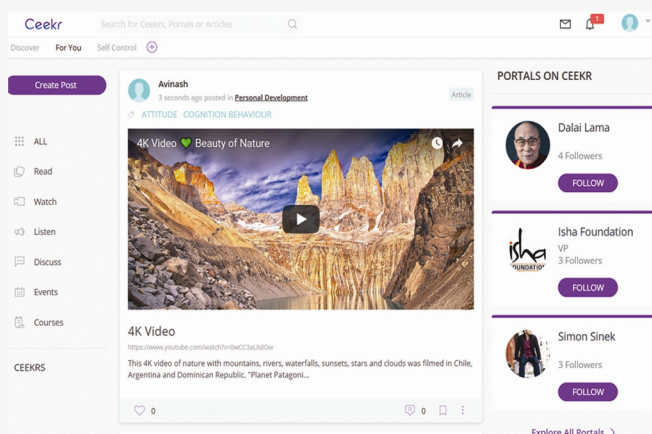 Ceekr
Search for Ceekrs, Portals or Articles
1
Discover
For You
Self Control
Create Post
ALL
Read
Watch
Listen
Discuss
Events
Courses
CEEKRS
Avinash
3 seconds ago posted in Personal Development
Article
ATTITUDE COGNITION BEHAVIOUR
4K Video 💚 Beauty of Nature
4K Video
https://www.youtube.com/watch?v=0wCC3aLXdOw
This 4K video of nature with mountains, rivers, waterfalls, sunsets, stars and clouds was filmed in Chile,
Argentina and Dominican Republic. "Planet Patagoni...
0
0
PORTALS ON CEEKR
Dalai Lama
4 Followers
FOLLOW
isha
FOUNDATION
Isha Foundation
VP
3 Followers
FOLLOW
Simon Sinek
3 Followers
FOLLOW
Explore All Portals